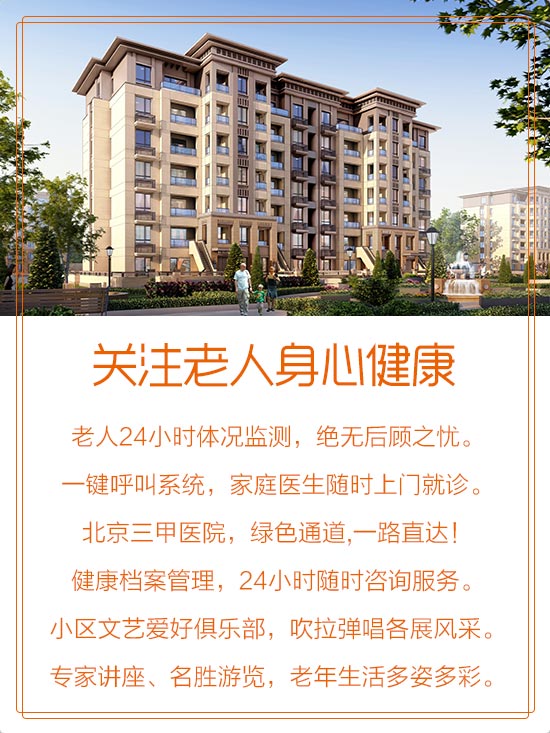 关注老人身心健康
老人24小时体况监测，绝无后顾之忧。
一键呼叫系统，家庭医生随时上门就诊。
北京三甲医院，绿色通道,一路直达！
健康档案管理，24小时随时咨询服务。
小区文艺爱好俱乐部，吹拉弹唱各展风采。
专家讲座、名胜游览，老年生活多姿多彩。